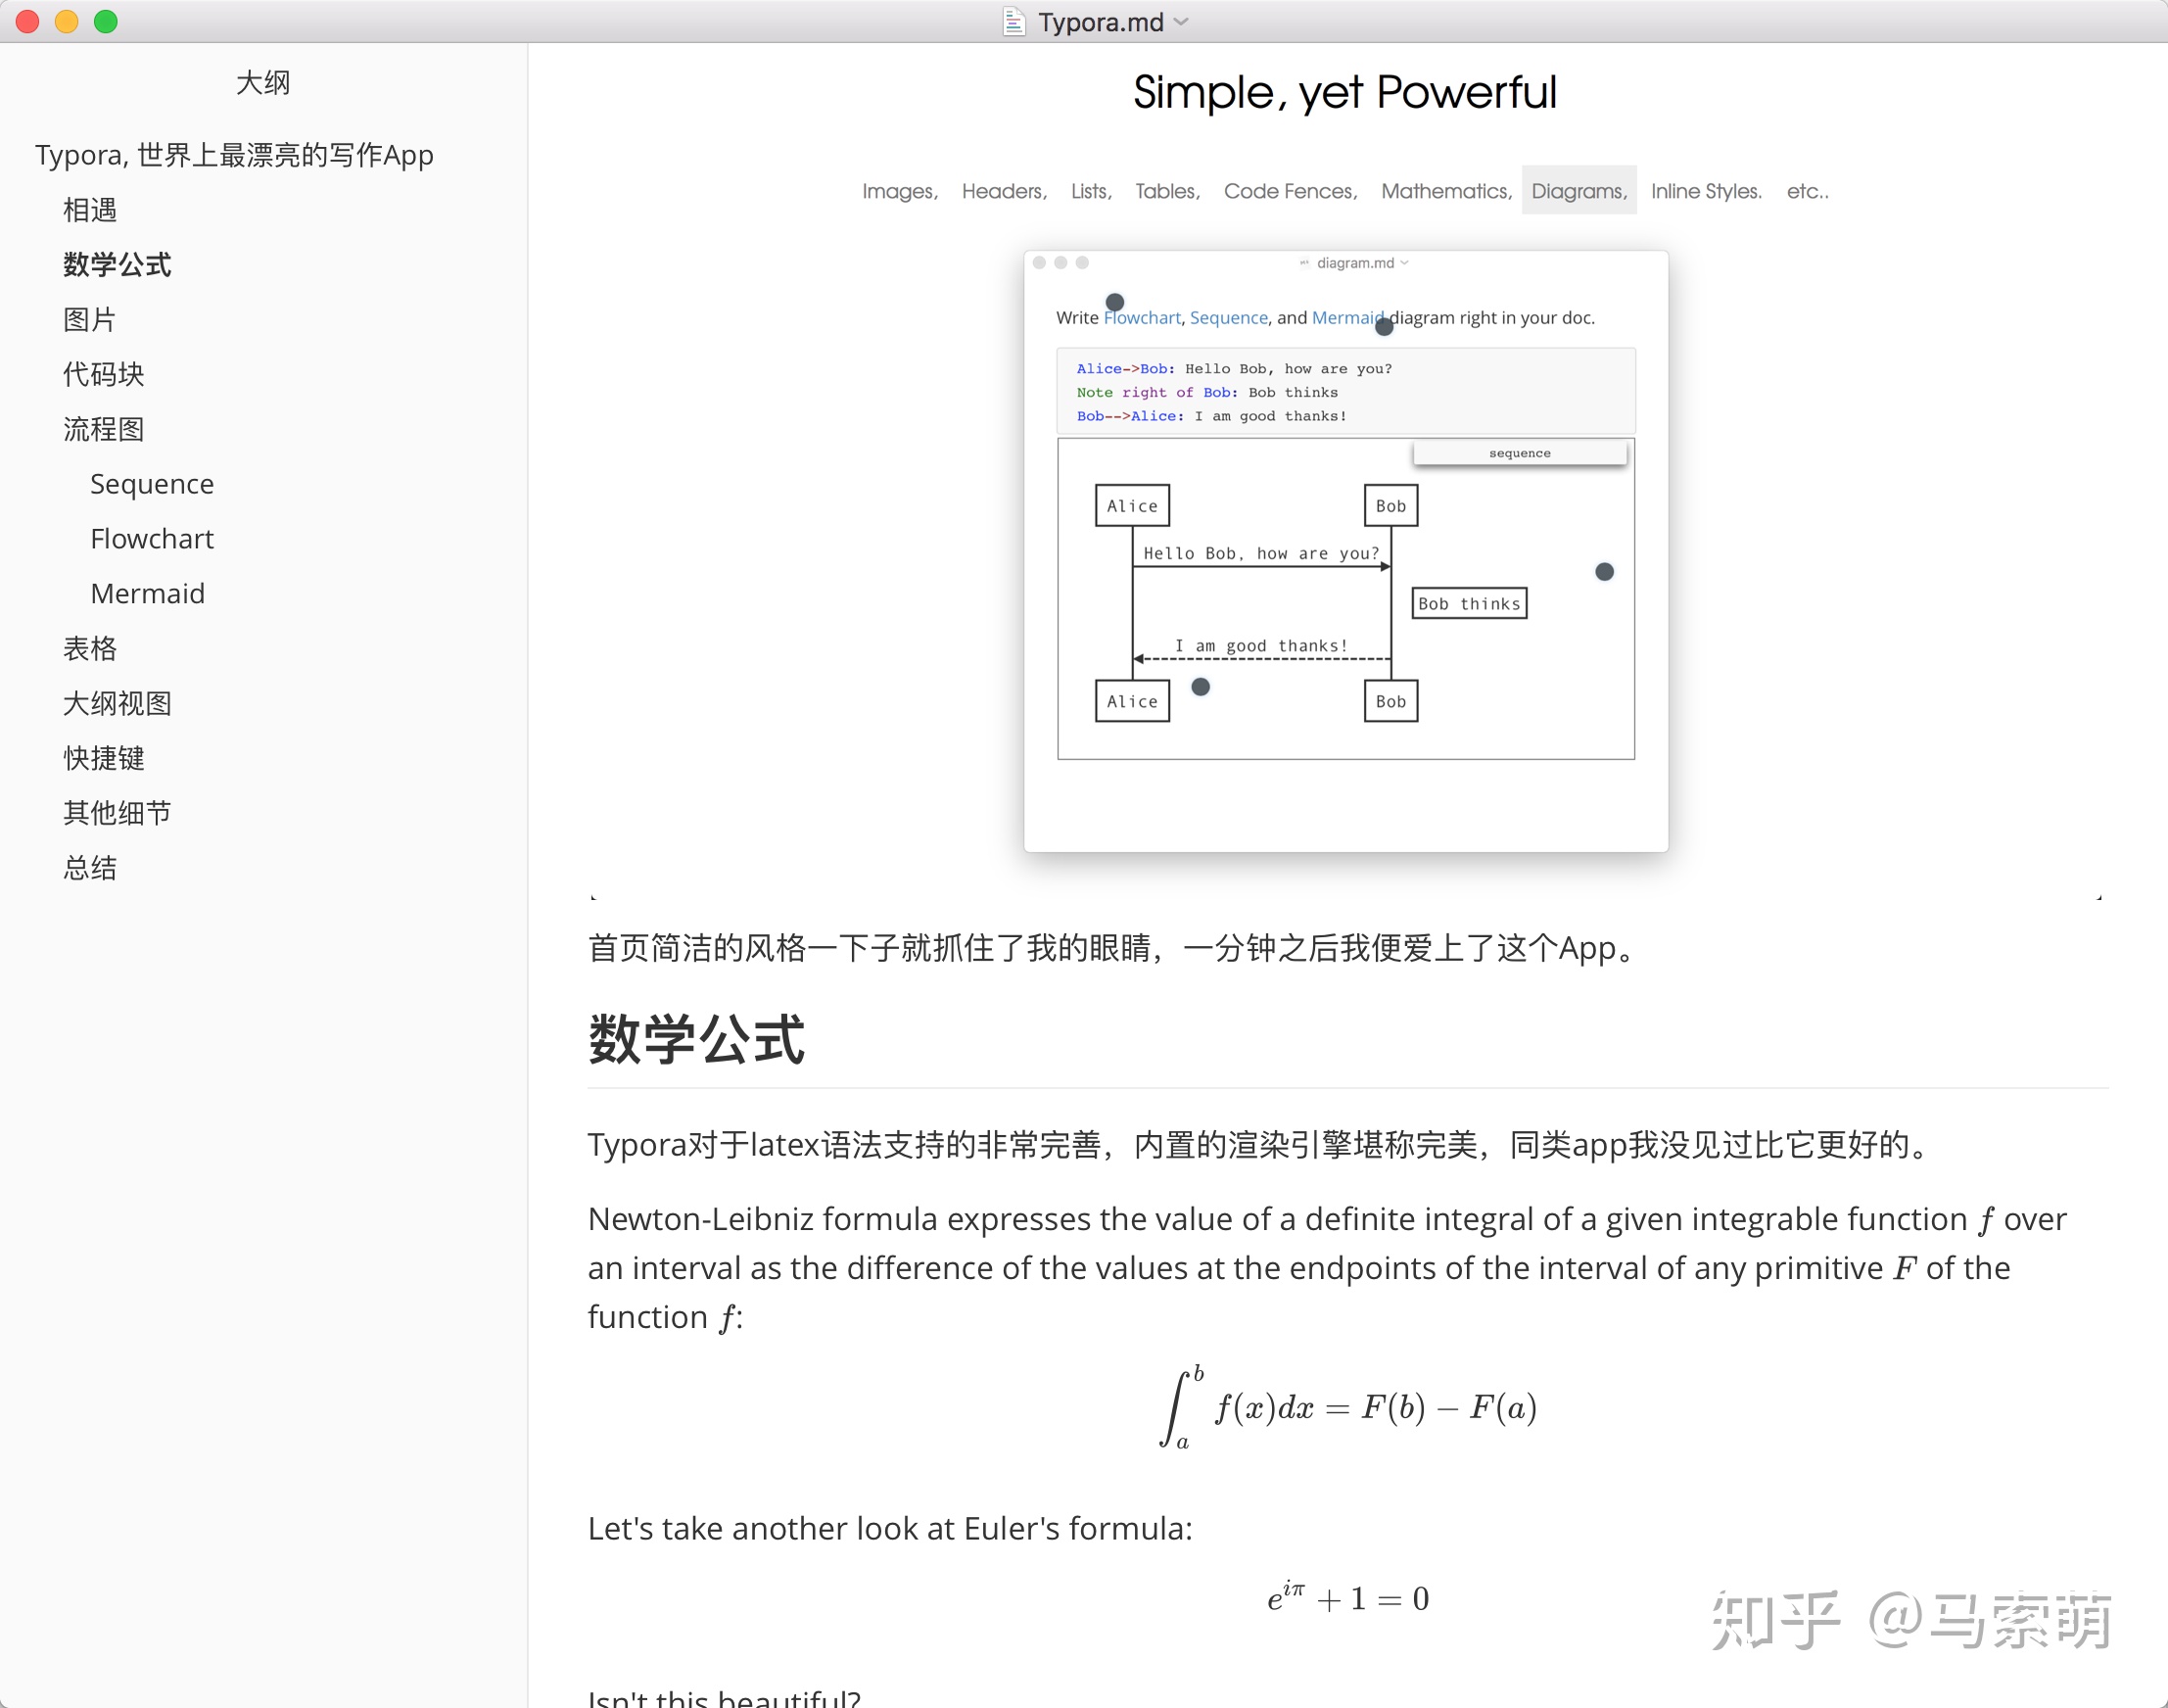 Typora.md
大纲
Typora, 世界上最漂亮的写作App
相遇
数学公式
图片
代码块
流程图
Sequence
Flowchart
Mermaid
表格
大纲视图
快捷键
其他细节
总结
Simple, yet Powerful
Images, Headers, Lists, Tables, Code Fences, Mathematics, Diagrams, Inline Styles. etc..
diagram.md
Write Flowchart, Sequence, and Mermaid diagram right in your doc.
Alice->Bob: Hello Bob, how are you?
Note right of Bob: Bob thinks
Bob-->Alice: I am good thanks!
sequence
Alice Bob
Hello Bob, how are you?
Bob thinks
I am good thanks!
Alice Bob
首页简洁的风格一下子就抓住了我的眼睛，一分钟之后我便爱上了这个App。
数学公式
Typora对于latex语法支持的非常完善，内置的渲染引擎堪称完美，同类app我没见过比它更好的。
Newton-Leibniz formula expresses the value of a definite integral of a given integrable function f over
an interval as the difference of the values at the endpoints of the interval of any primitive F of the
function f:
∫_a^b f(x)dx = F(b) − F(a)
Let's take another look at Euler's formula:
e^{iπ} + 1 = 0
知乎 @马索萌
Isn't this beautiful?